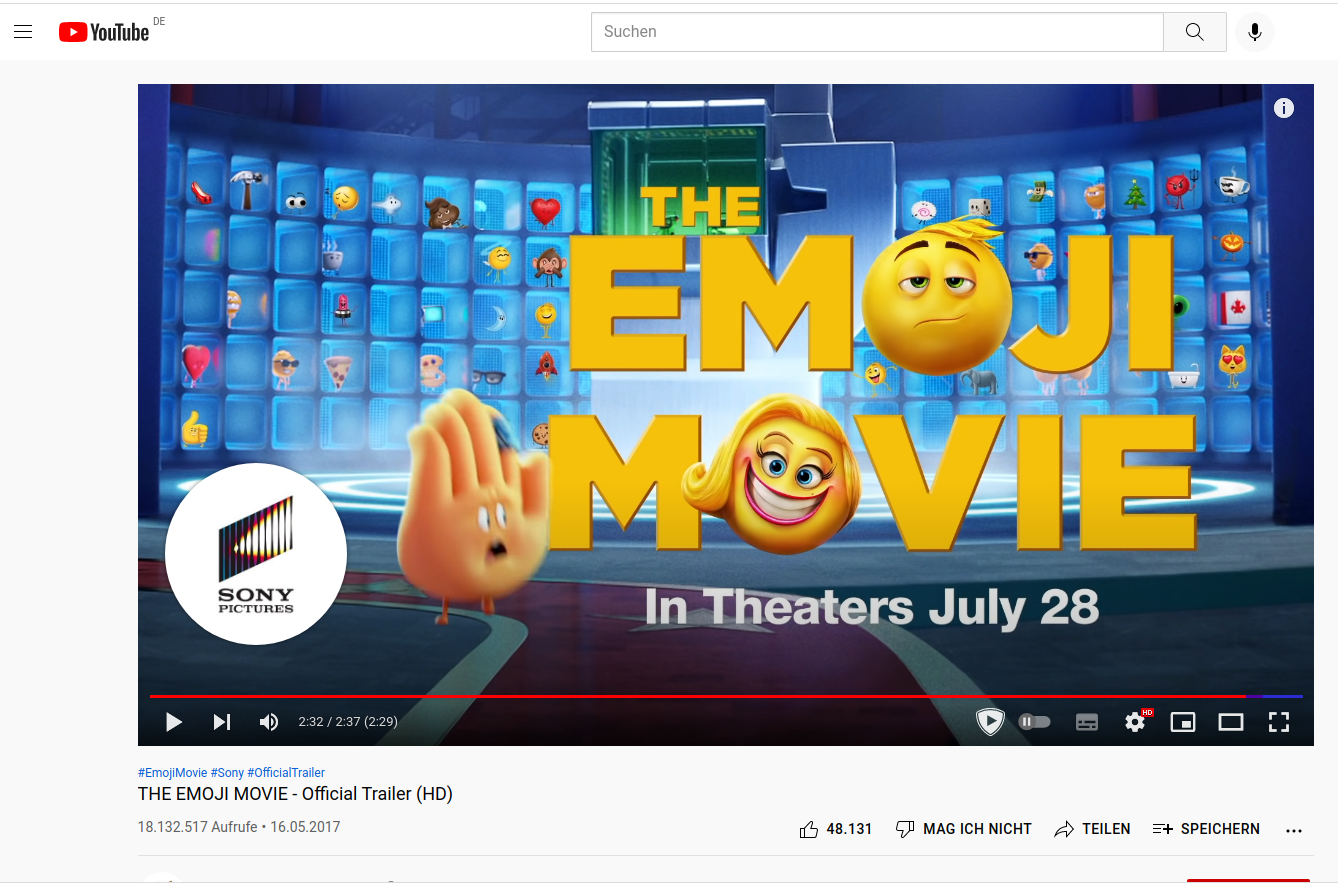 YouTube DE
Suchen
THE
EMOJI
MOVIE
SONY
PICTURES
In Theaters July 28
2:32 / 2:37 (2:29)
HD
#EmojiMovie #Sony #OfficialTrailer
THE EMOJI MOVIE - Official Trailer (HD)
18.132.517 Aufrufe • 16.05.2017
48.131 MAG ICH NICHT TEILEN SPEICHERN